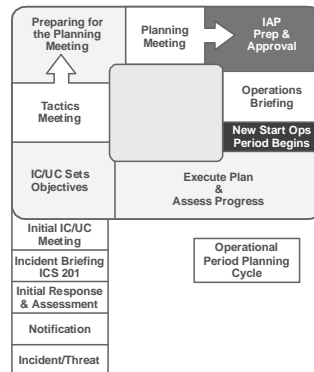 Preparing for
the Planning
Meeting
Planning
Meeting
IAP
Prep &
Approval
Tactics
Meeting
Operations
Briefing
New Start Ops
Period Begins
IC/UC Sets
Objectives
Execute Plan
&
Assess Progress
Initial IC/UC
Meeting
Incident Briefing
ICS 201
Initial Response
& Assessment
Notification
Incident/Threat
Operational
Period Planning
Cycle